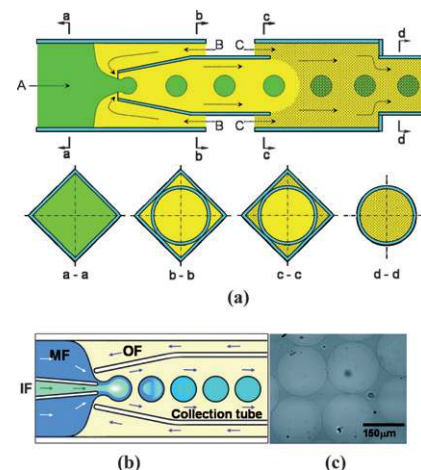 a b c
d
A B C
B C
a b c d
a - a b - b c - c d - d
(a)
MF OF
IF
Collection tube
150μm
(b) (c)